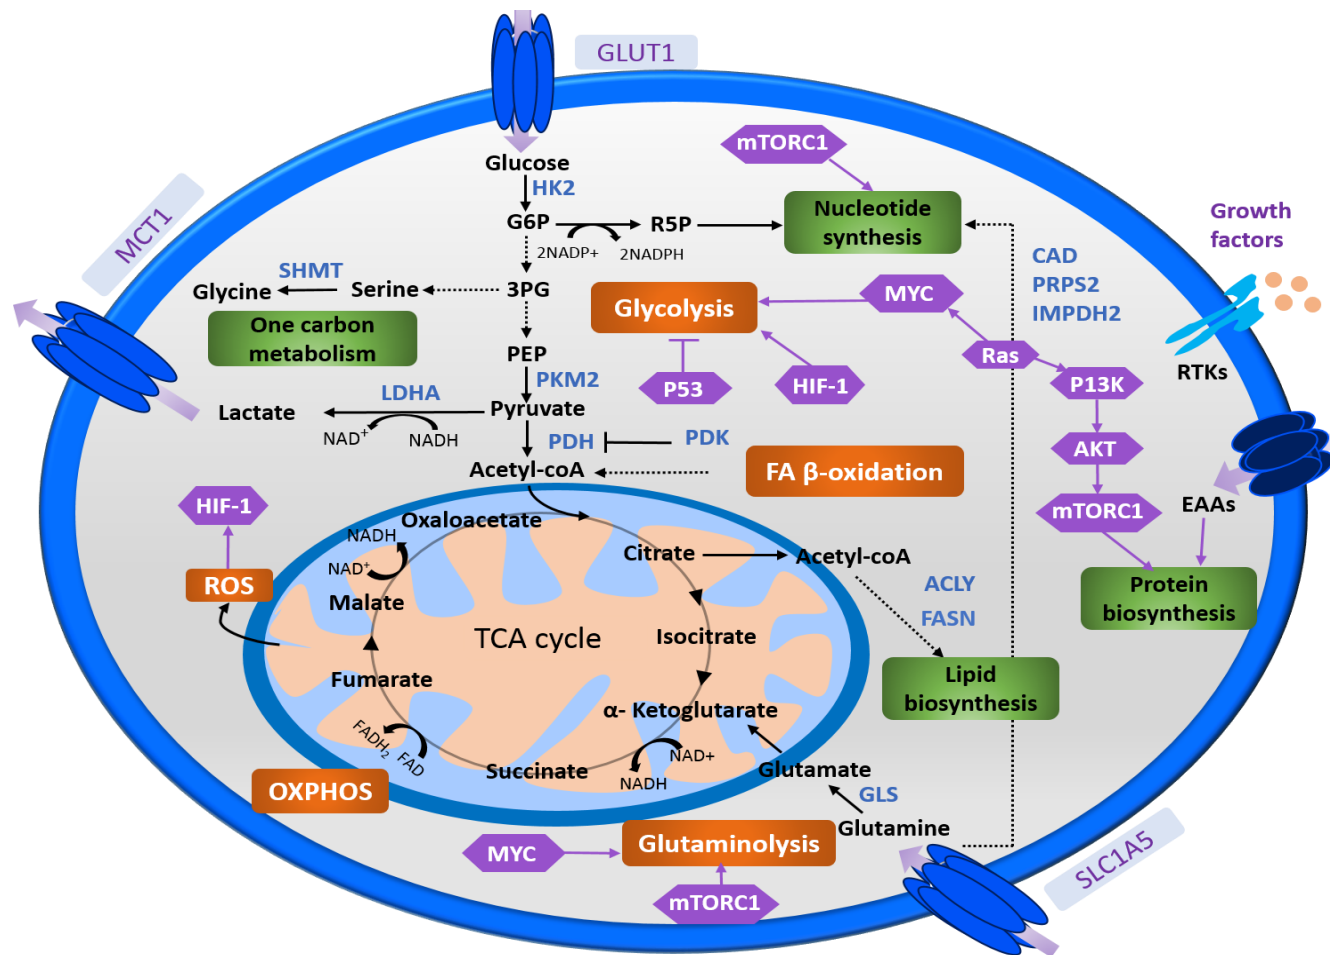 GLUT1
MCT1
Glucose
HK2
mTORC1
G6P
R5P
2NADP+
2NADPH
Nucleotide
synthesis
Growth
factors
CAD
PRPS2
IMPDH2
SHMT
Glycine
Serine
3PG
One carbon
metabolism
Glycolysis
MYC
Ras
PEP
PKM2
P53
HIF-1
P13K
RTKs
LDHA
Lactate
Pyruvate
NAD+
NADH
PDH
PDK
AKT
Acetyl-coA
FA β-oxidation
HIF-1
mTORC1
EAAs
Oxaloacetate
NADH
NAD+
Citrate
Acetyl-coA
ROS
Malate
ACLY
FASN
Protein
biosynthesis
TCA cycle
Isocitrate
Fumarate
Lipid
biosynthesis
α- Ketoglutarate
FADH2
FAD
NAD+
NADH
Succinate
Glutamate
GLS
OXPHOS
Glutamine
MYC
Glutaminolysis
SLC1A5
mTORC1